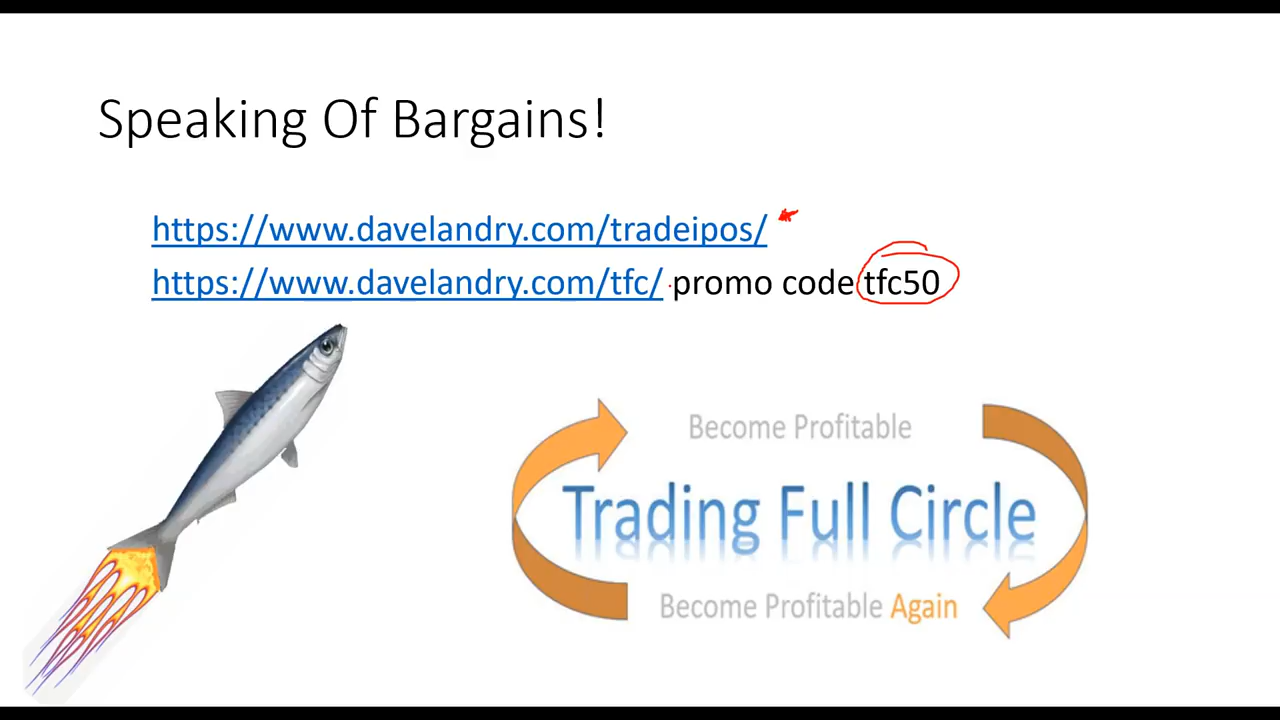 Speaking Of Bargains!
https://www.davelandry.com/tradeipos/
https://www.davelandry.com/tfc/ promo code tfc50
Become Profitable
Trading Full Circle
Become Profitable Again